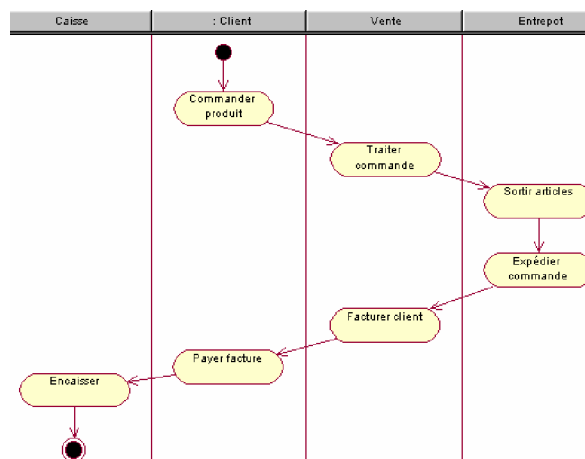 Caisse
: Client
Vente
Entrepot
Commander
produit
Traiter
commande
Sortir articles
Expédier
commande
Facturer client
Payer facture
Encaisser